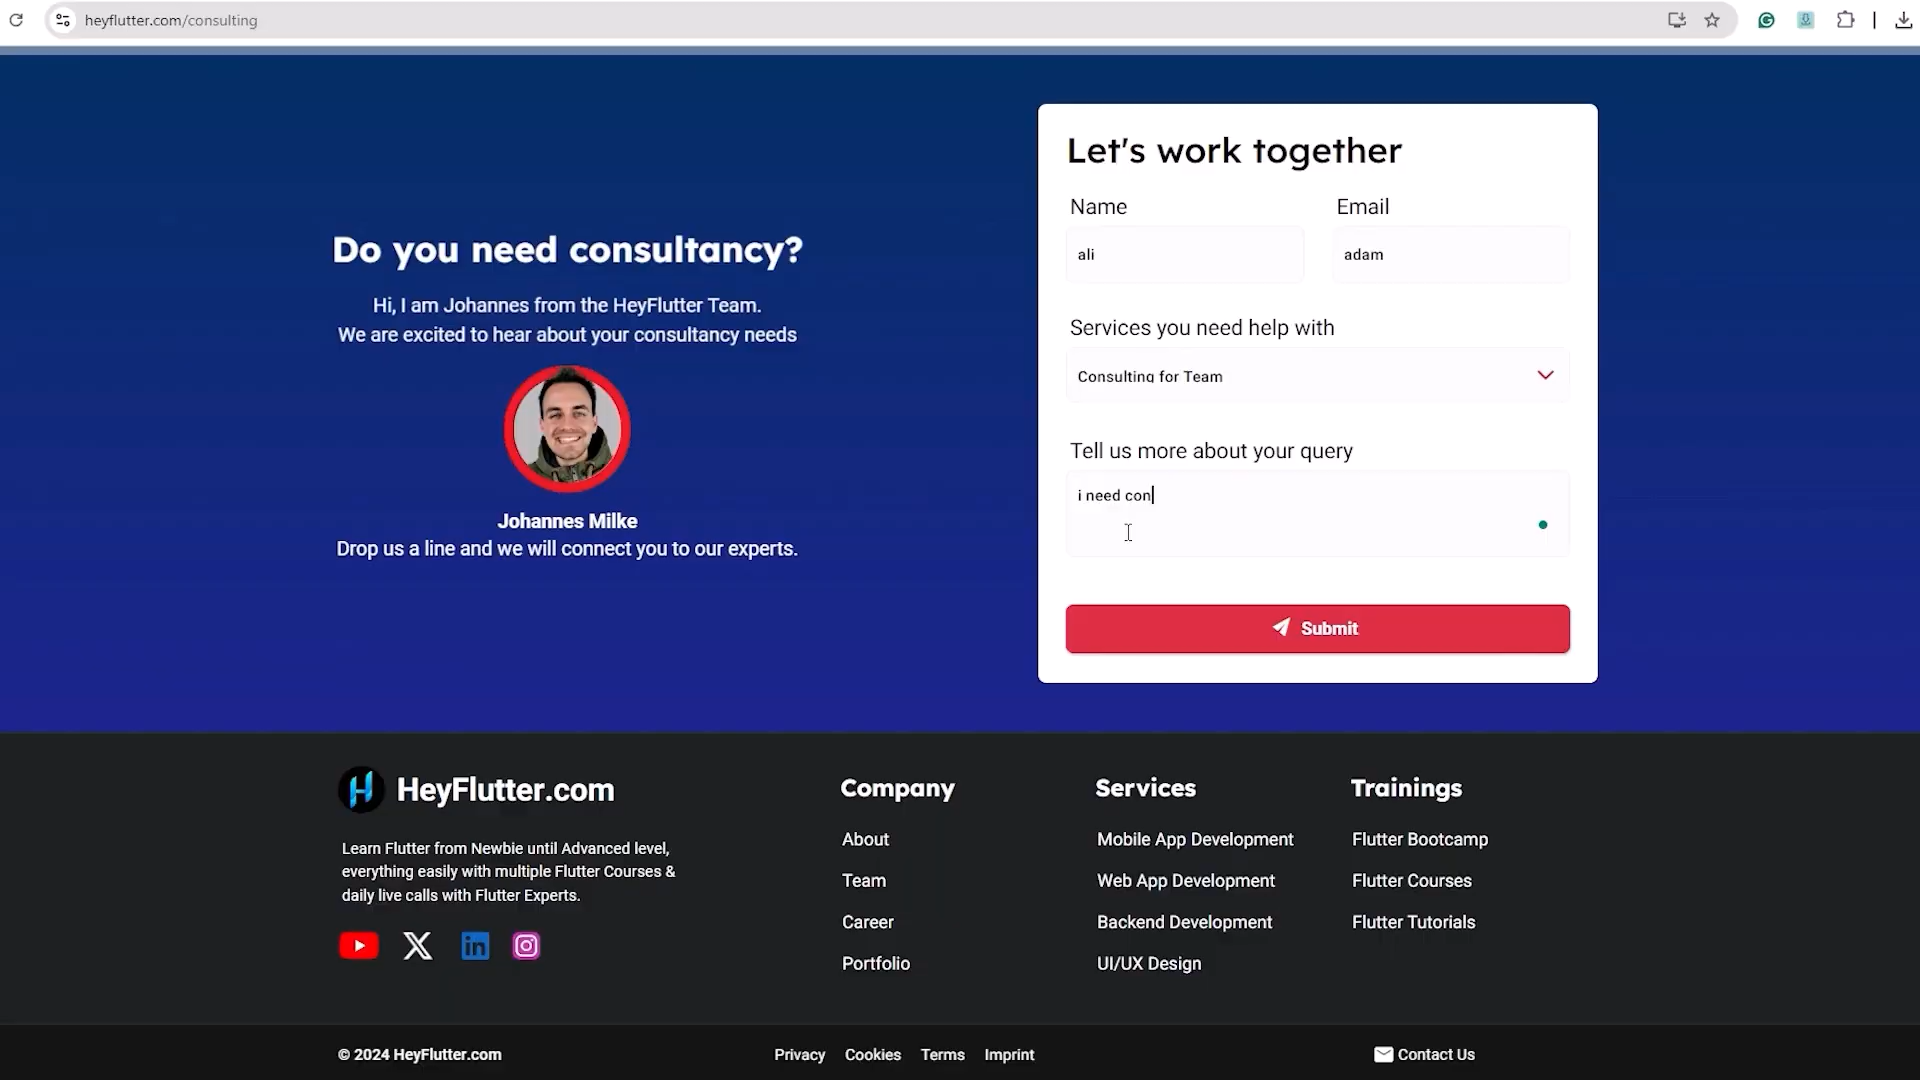 heyflutter.com/consulting
Do you need consultancy?
Hi, I am Johannes from the HeyFlutter Team.
We are excited to hear about your consultancy needs
Johannes Milke
Drop us a line and we will connect you to our experts.
Let's work together
Name
Email
ali
adam
Services you need help with
Consulting for Team
Tell us more about your query
i need con
Submit
HeyFlutter.com
Learn Flutter from Newbie until Advanced level,
everything easily with multiple Flutter Courses &
daily live calls with Flutter Experts.
Company
About
Team
Career
Portfolio
Services
Mobile App Development
Web App Development
Backend Development
UI/UX Design
Trainings
Flutter Bootcamp
Flutter Courses
Flutter Tutorials
© 2024 HeyFlutter.com
Privacy
Cookies
Terms
Imprint
Contact Us